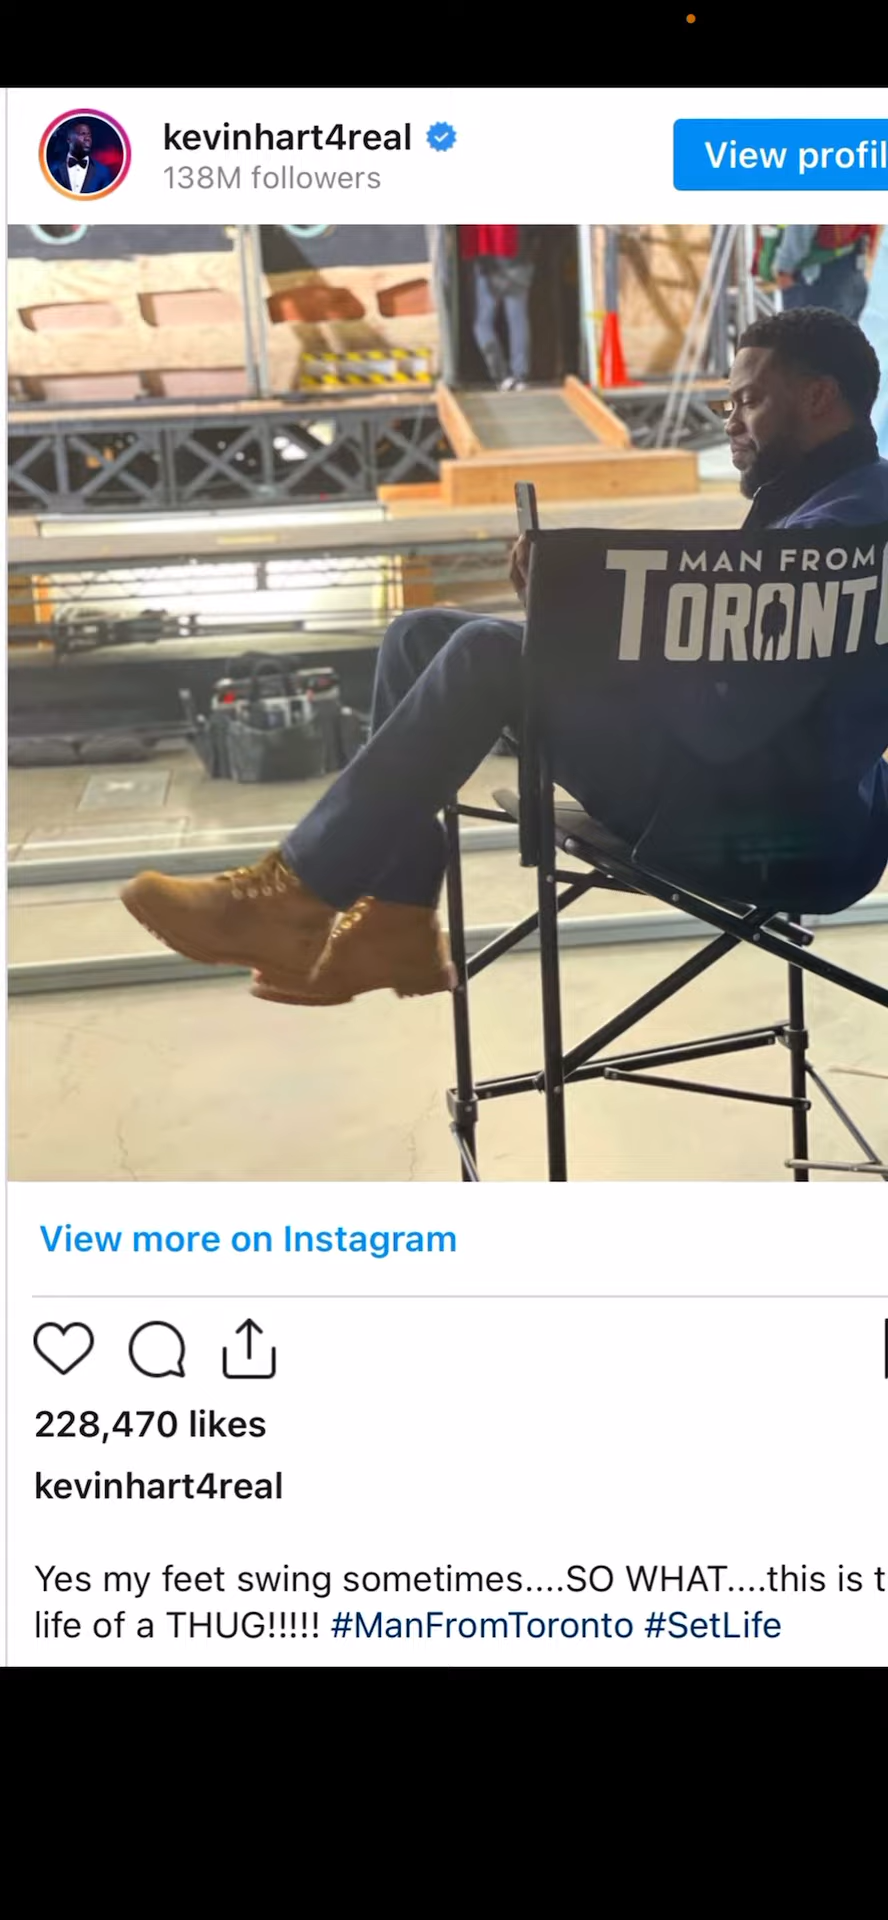 kevinhart4real
138M followers
View profil
MAN FROM
TORONT
View more on Instagram
228,470 likes
kevinhart4real
Yes my feet swing sometimes....SO WHAT....this is t
life of a THUG!!!!! #ManFromToronto #SetLife